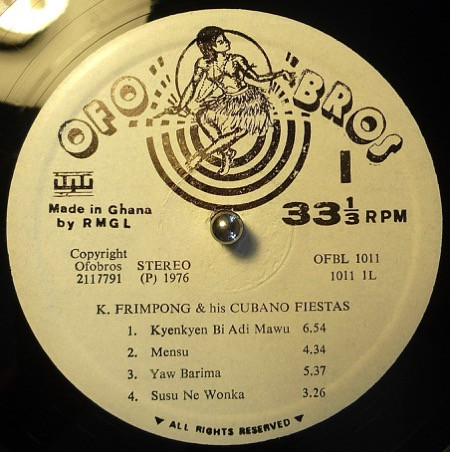 "OFO" BROS
1
Made in Ghana
by RMGL
33 1/3 RPM
Copyright
Ofobros
2117791
STEREO
(P) 1976
OFBL 1011
1011 1L
K. FRIMPONG & his CUBANO FIESTAS
1. Kyenkyen Bi Adi Mawu 6.54
2. Mensu 4.34
3. Yaw Barima 5.37
4. Susu Ne Wonka 3.26
▼ ALL RIGHTS RESERVED ▼